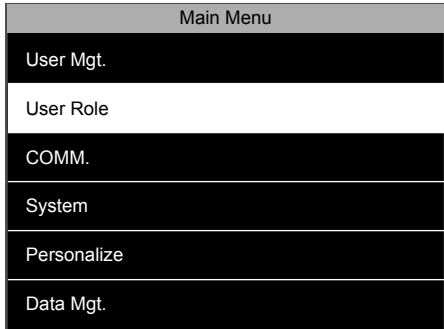 Main Menu
User Mgt.
User Role
COMM.
System
Personalize
Data Mgt.